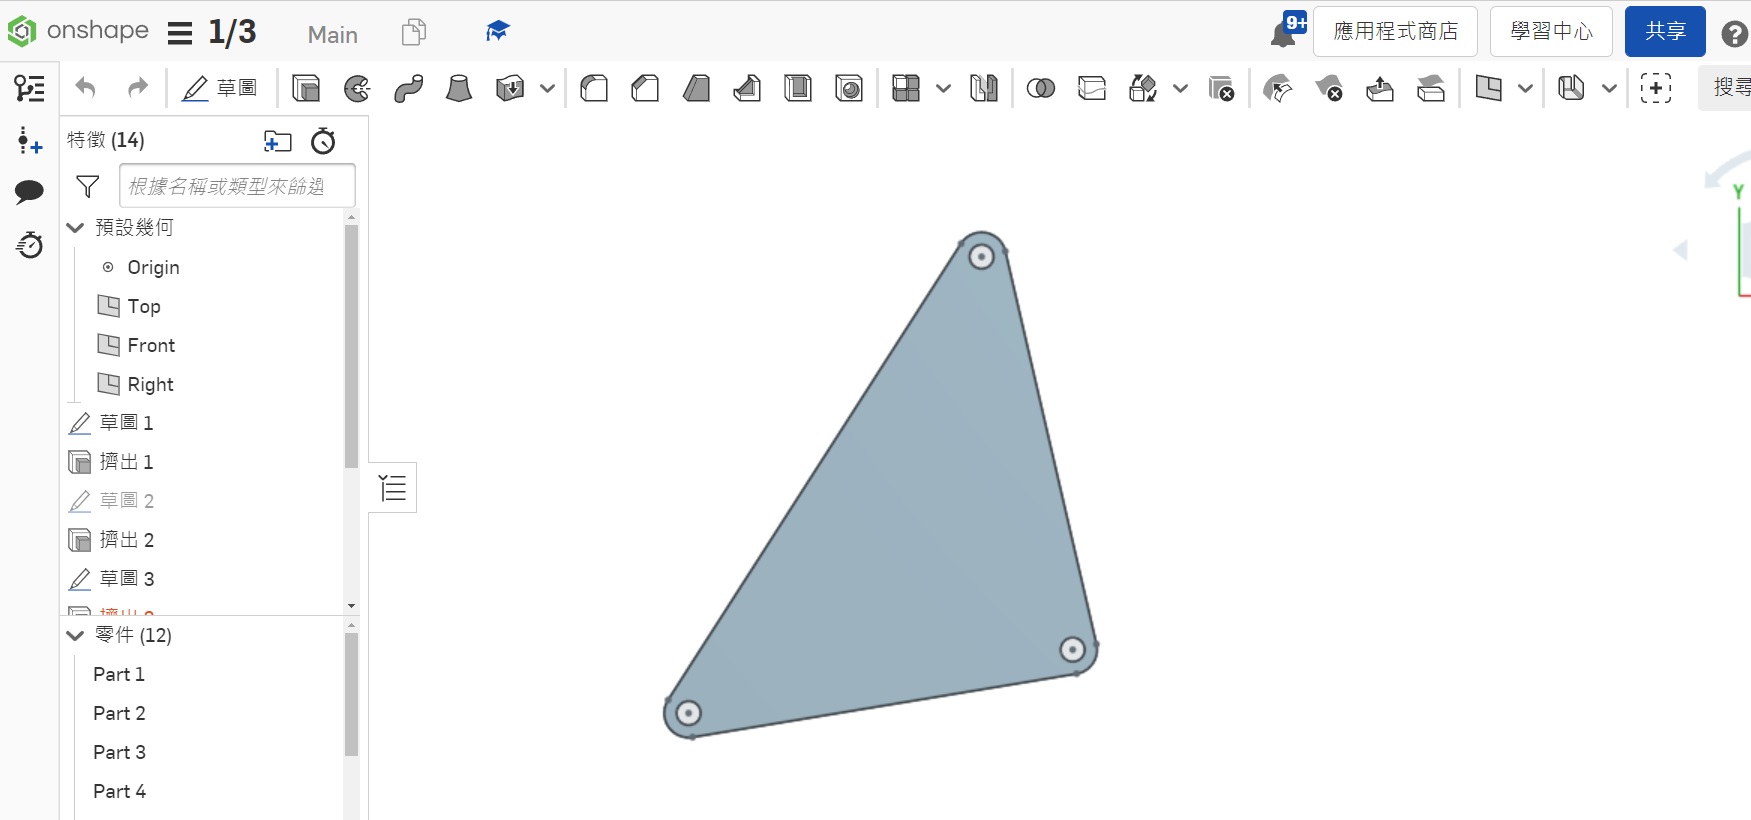 onshape 1/3 Main 9+ 應用程式商店 學習中心 共享
草圖 搜尋
特徵 (14)
根據名稱或類型來篩選
預設幾何
Origin
Top
Front
Right
草圖 1
擠出 1
草圖 2
擠出 2
草圖 3
零件 (12)
Part 1
Part 2
Part 3
Part 4
Y